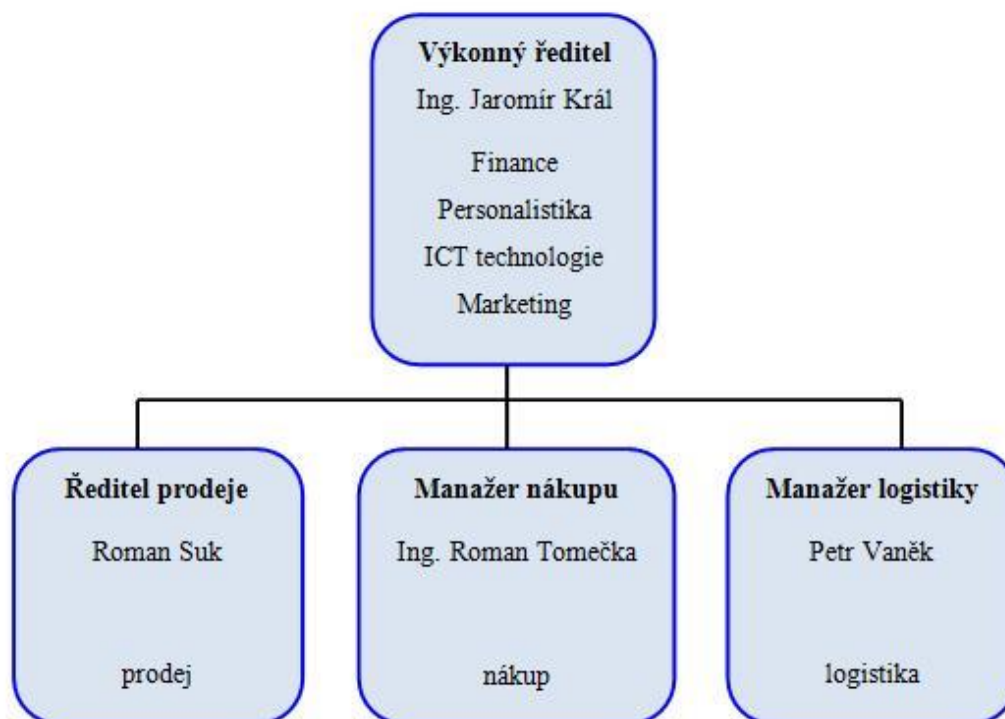 Výkonný ředitel
Ing. Jaromír Král
Finance
Personalistika
ICT technologie
Marketing
Ředitel prodeje
Roman Suk
prodej
Manažer nákupu
Ing. Roman Tomečka
nákup
Manažer logistiky
Petr Vaněk
logistika